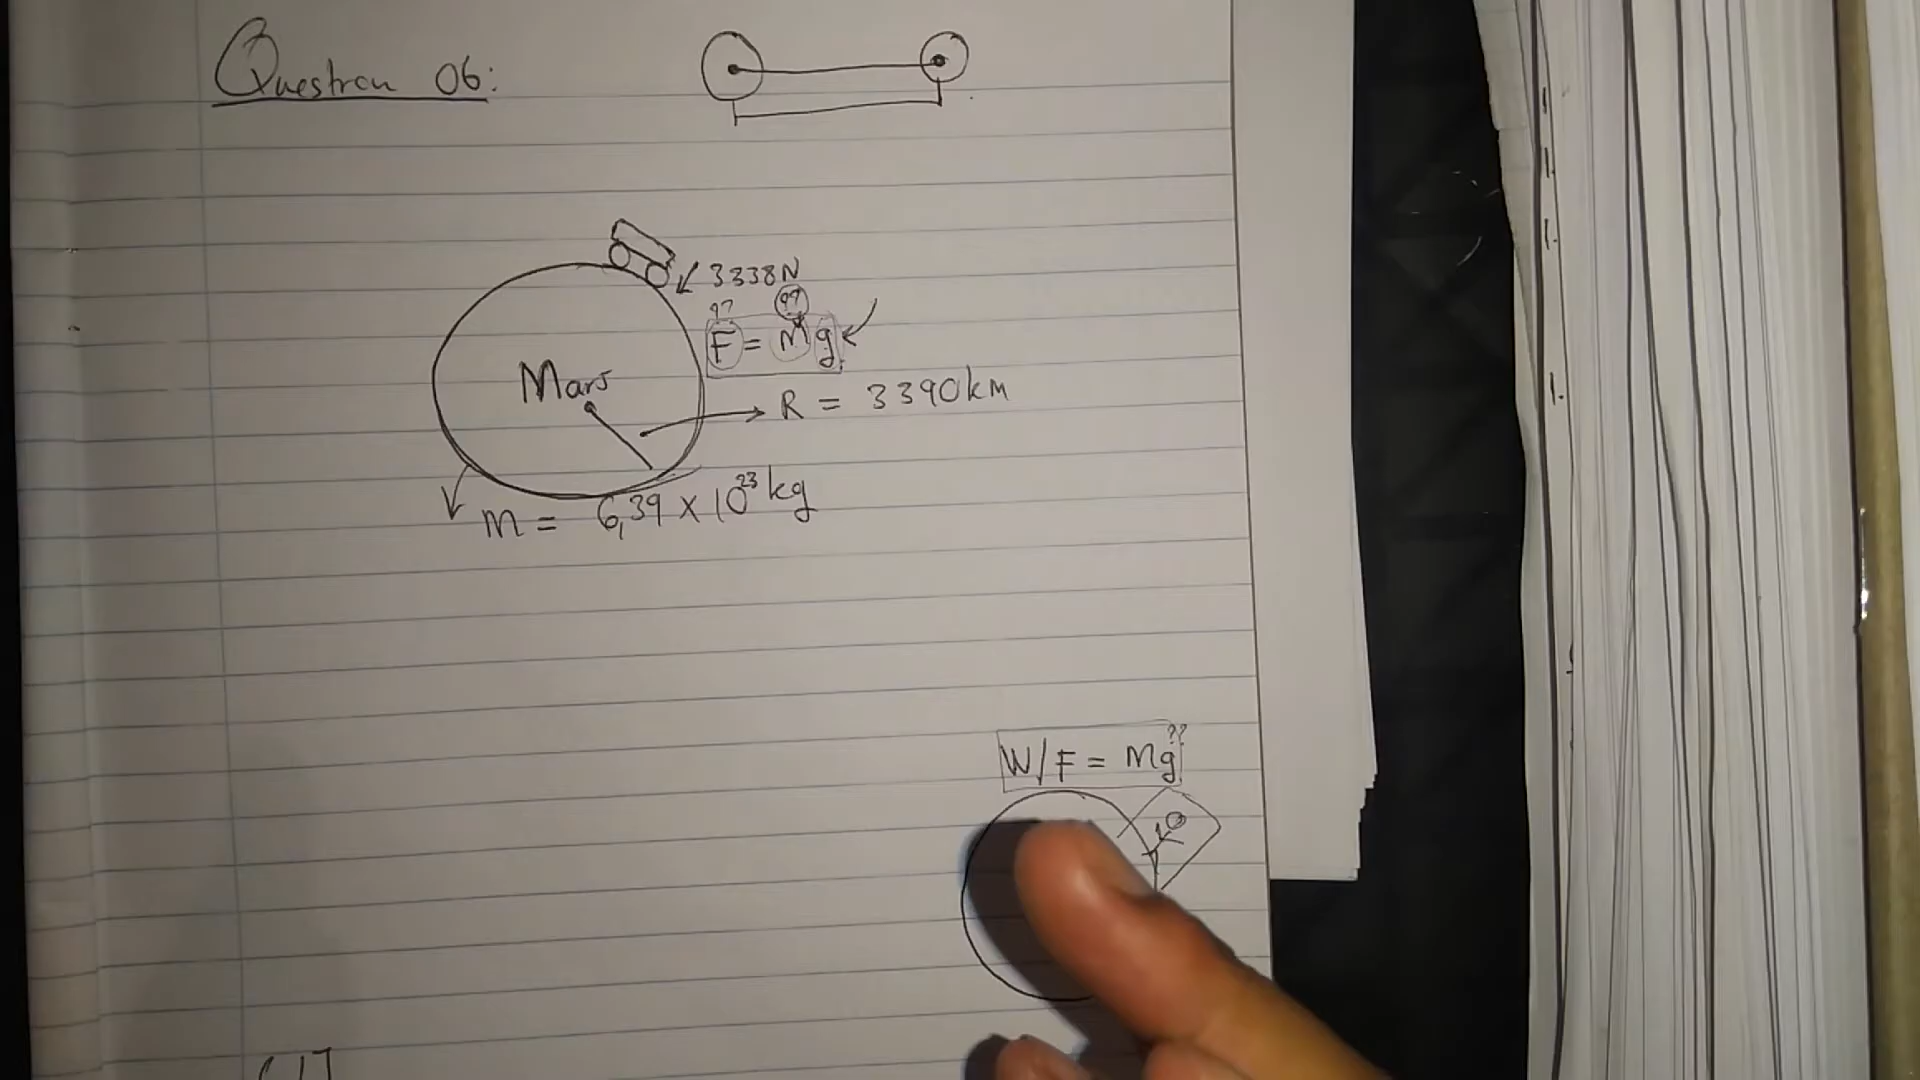 Question 06:
3338N
??
??
F = mg
Mars
R = 3390km
m = 6,39 x 10²³ kg
??
W/F = mg